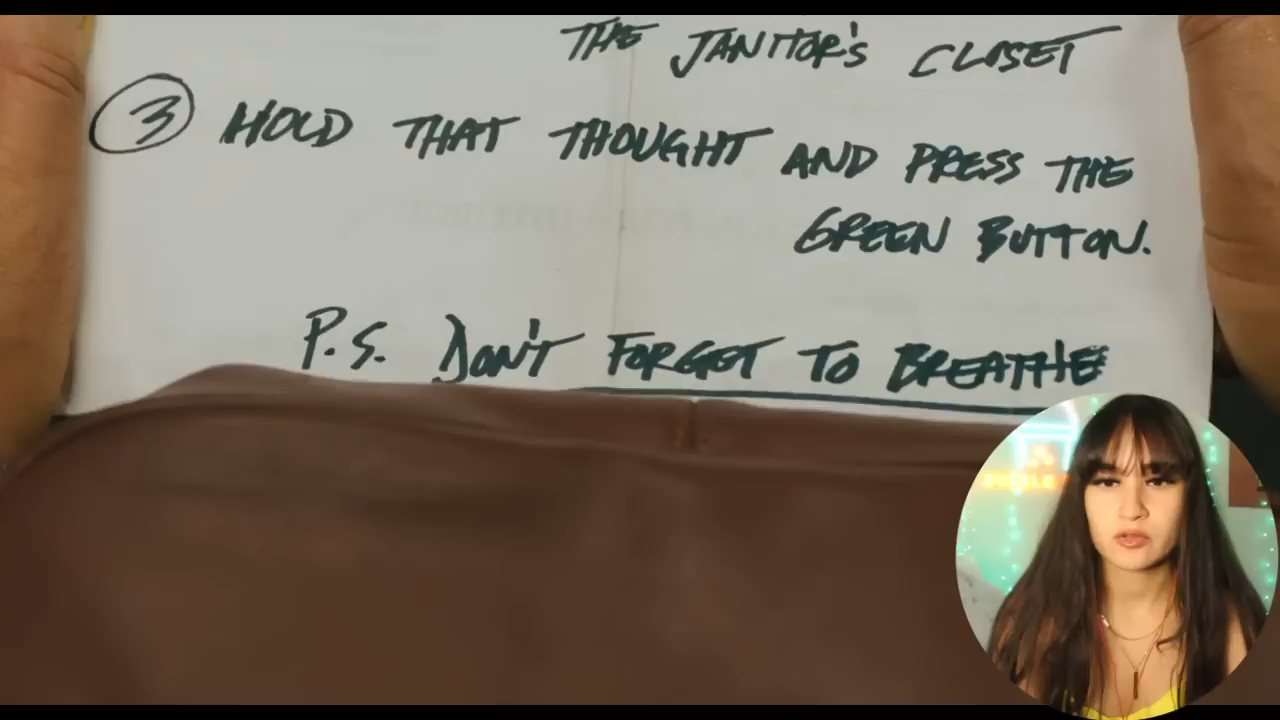 THE JANITOR'S CLOSET
3 HOLD THAT THOUGHT AND PRESS THE
GREEN BUTTON.
P.S. DON'T FORGET TO BREATHE